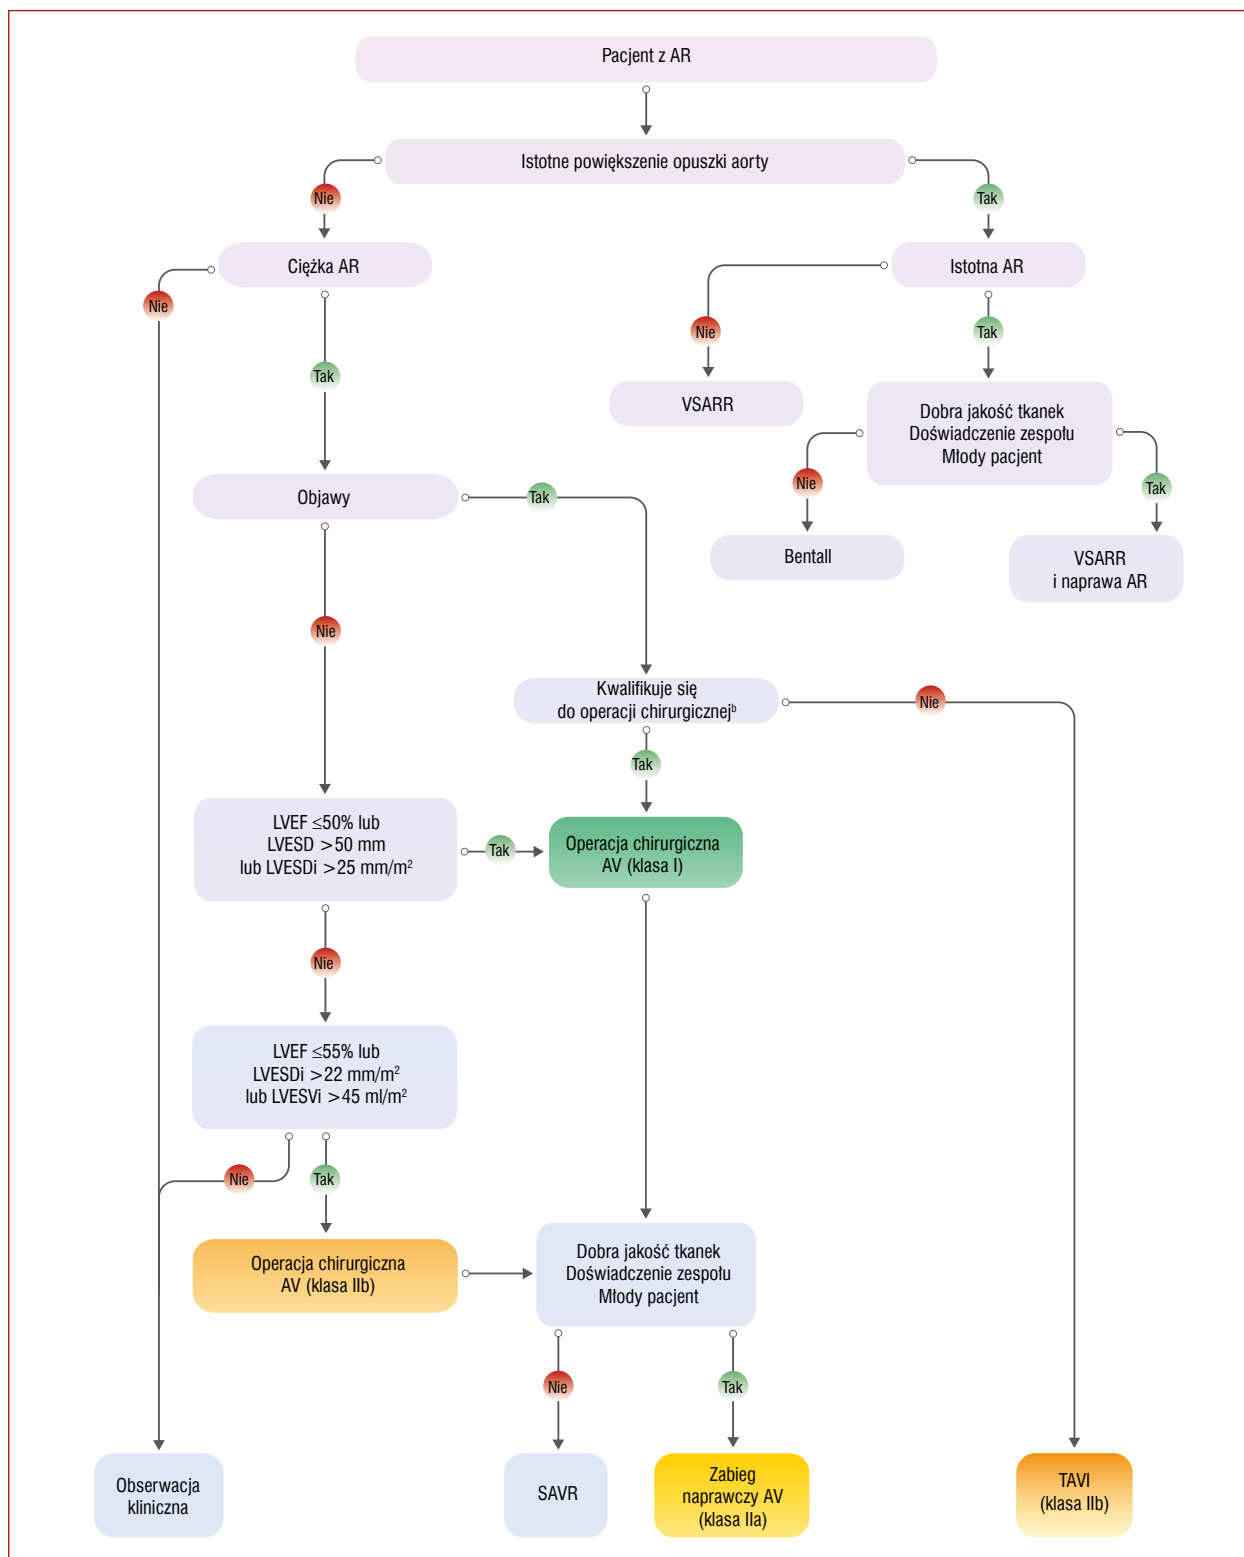 Pacjent z AR
Istotne powiększenie opuszki aorty
Nie
Tak
Ciężka AR
Istotna AR
Nie
Nie
Tak
Tak
VSARR
Dobra jakość tkanek
Doświadczenie zespołu
Młody pacjent
Objawy
Tak
Nie
Tak
Bentall
VSARR
i naprawa AR
Nie
Kwalifikuje się
do operacji chirurgicznejᵇ
Nie
Tak
LVEF ≤50% lub
LVESD >50 mm
lub LVESDi >25 mm/m²
Tak
Operacja chirurgiczna
AV (klasa I)
Nie
LVEF ≤55% lub
LVESDi >22 mm/m²
lub LVESVi >45 ml/m²
Nie
Tak
Operacja chirurgiczna
AV (klasa IIb)
Dobra jakość tkanek
Doświadczenie zespołu
Młody pacjent
Nie
Tak
Obserwacja
kliniczna
SAVR
Zabieg
naprawczy AV
(klasa IIa)
TAVI
(klasa IIb)